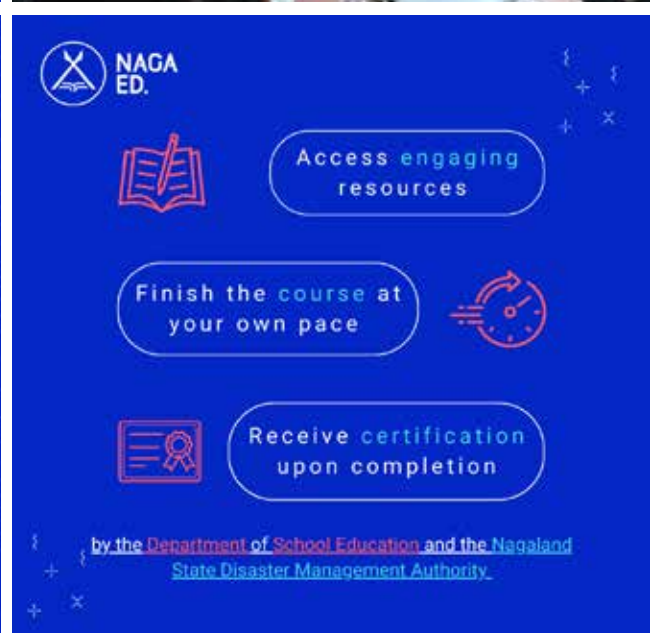 NAGA
ED.
Access engaging
resources
Finish the course at
your own pace
Receive certification
upon completion
by the Department of School Education and the Nagaland
State Disaster Management Authority